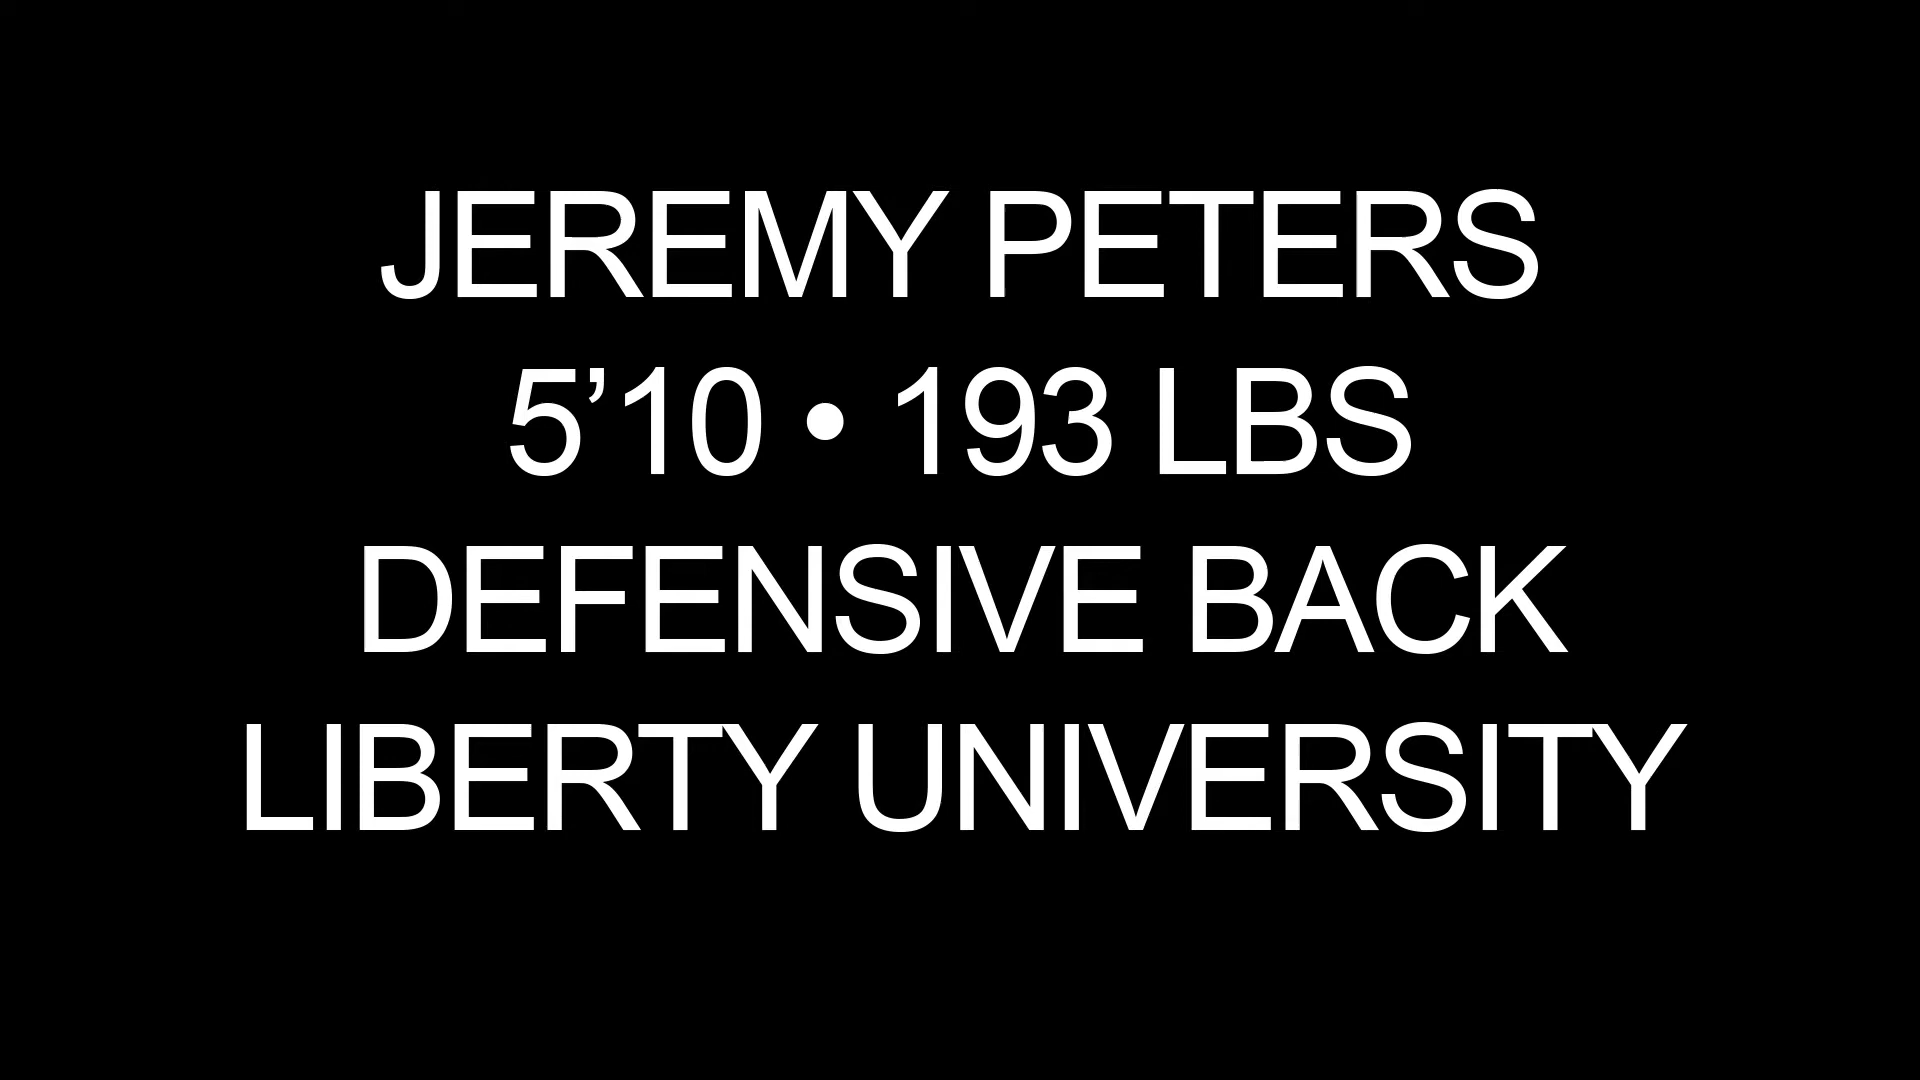 JEREMY PETERS
5’10 • 193 LBS
DEFENSIVE BACK
LIBERTY UNIVERSITY